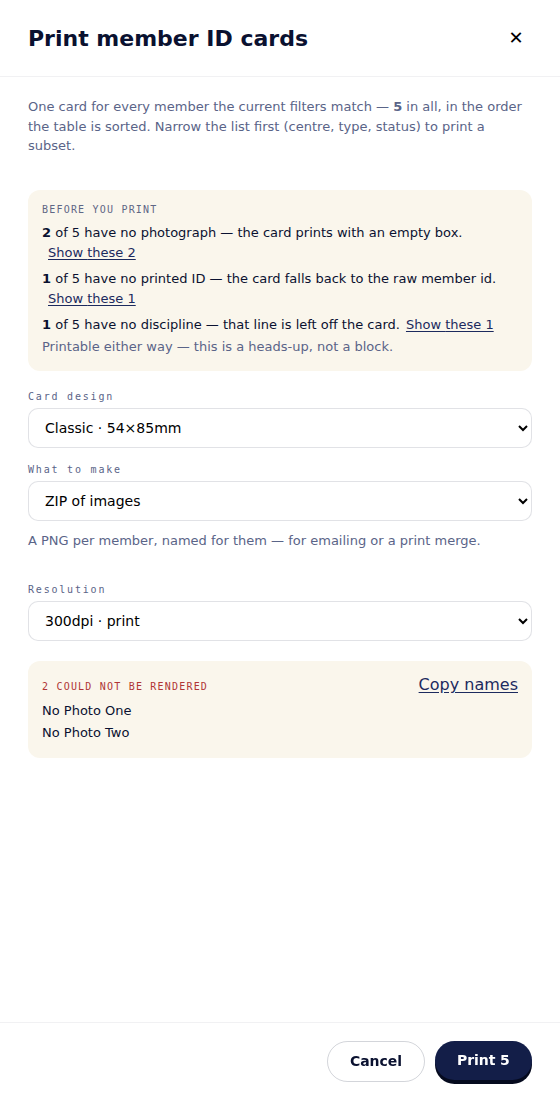 Print member ID cards
✕
One card for every member the current filters match — 5 in all, in the order
the table is sorted. Narrow the list first (centre, type, status) to print a
subset.
BEFORE YOU PRINT
2 of 5 have no photograph — the card prints with an empty box.
Show these 2
1 of 5 have no printed ID — the card falls back to the raw member id.
Show these 1
1 of 5 have no discipline — that line is left off the card. Show these 1
Printable either way — this is a heads-up, not a block.
Card design
Classic · 54×85mm
What to make
ZIP of images
A PNG per member, named for them — for emailing or a print merge.
Resolution
300dpi · print
2 COULD NOT BE RENDERED Copy names
No Photo One
No Photo Two
Cancel Print 5